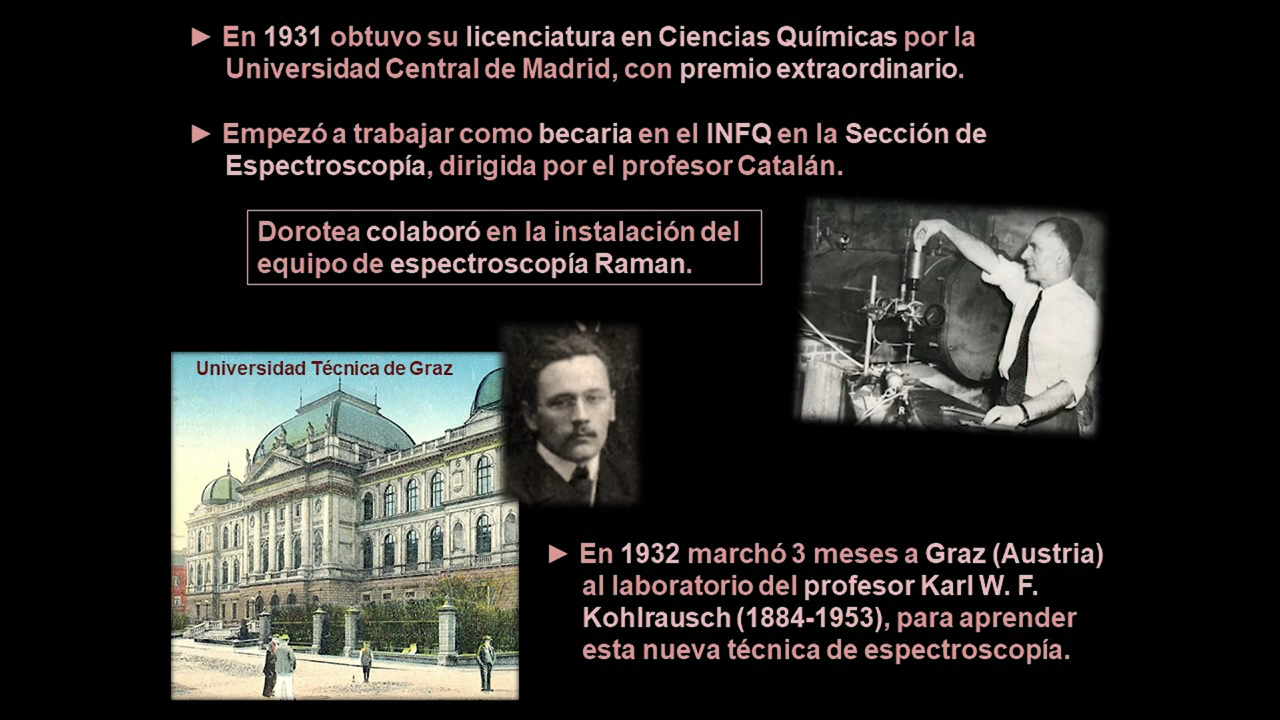 ► En 1931 obtuvo su licenciatura en Ciencias Químicas por la
Universidad Central de Madrid, con premio extraordinario.
► Empezó a trabajar como becaria en el INFQ en la Sección de
Espectroscopía, dirigida por el profesor Catalán.
Dorotea colaboró en la instalación del
equipo de espectroscopía Raman.
Universidad Técnica de Graz
► En 1932 marchó 3 meses a Graz (Austria)
al laboratorio del profesor Karl W. F.
Kohlrausch (1884-1953), para aprender
esta nueva técnica de espectroscopía.